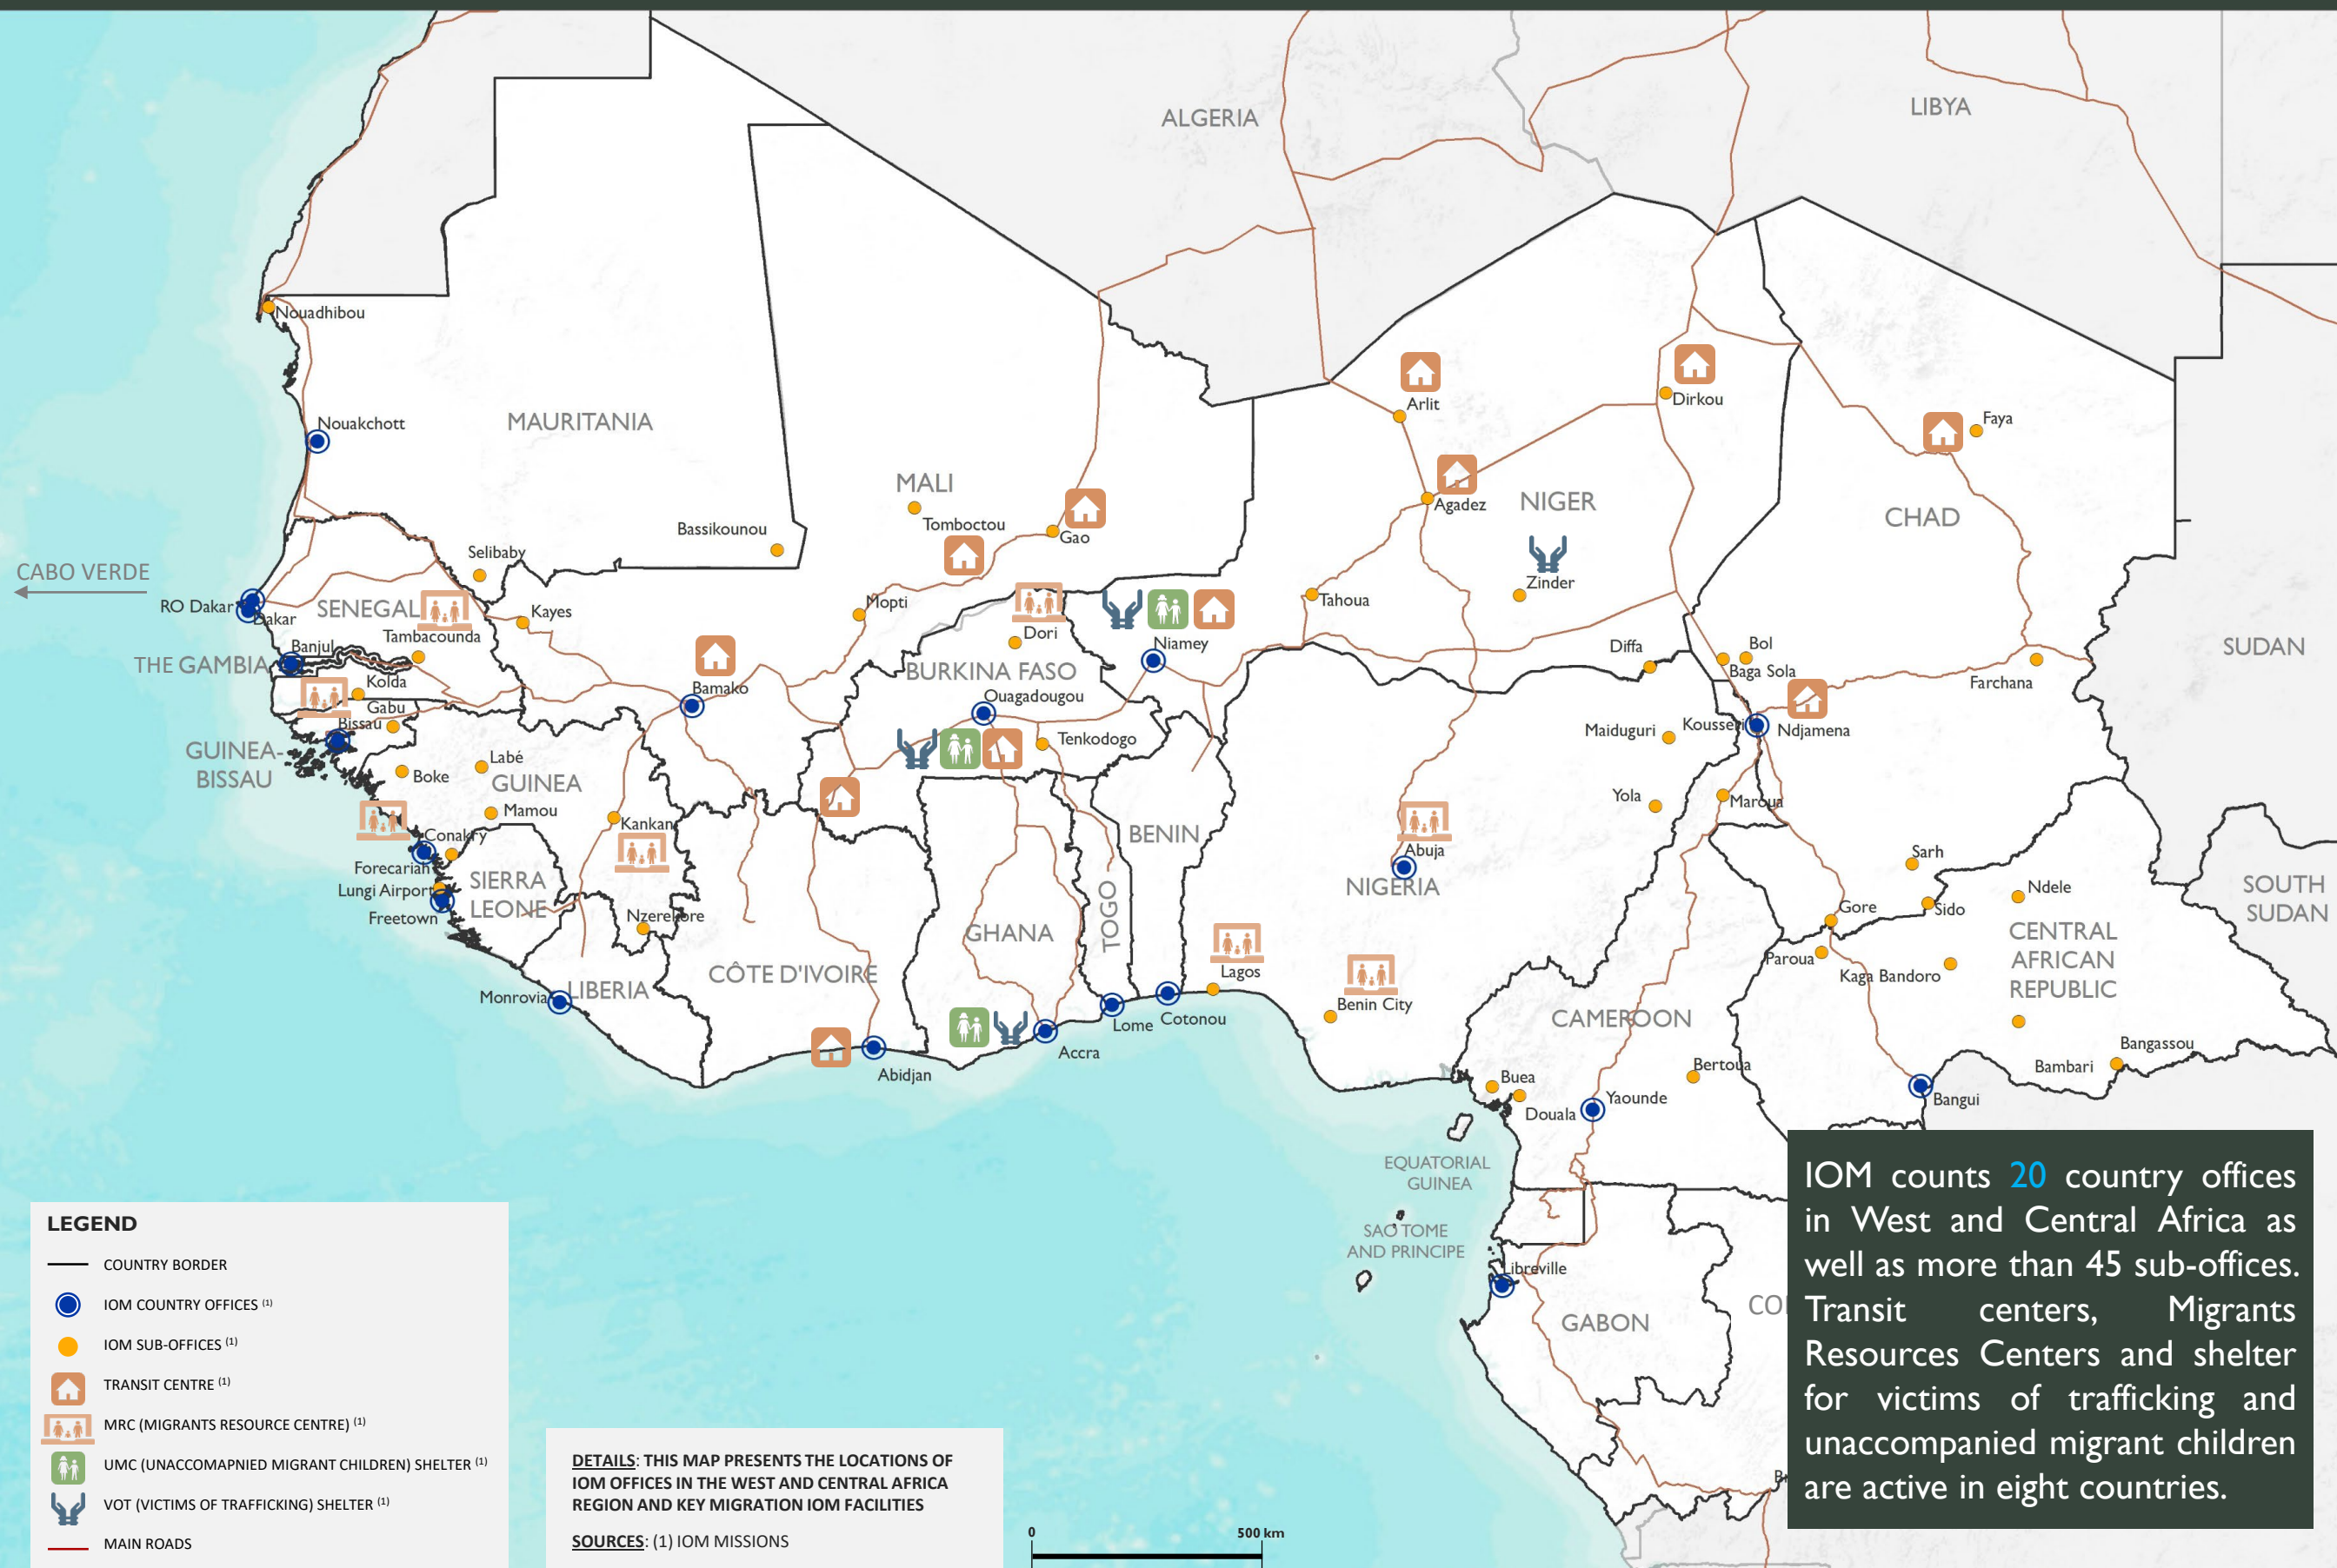 ALGERIA
LIBYA
Nouadhibou
Arlit
Dirkou
Faya
Nouakchott
MAURITANIA
MALI
Tomboctou
Gao
Agadez
NIGER
CHAD
Bassikounou
Selibaby
CABO VERDE
RO Dakar
Dakar
SENEGAL
Tambacounda
Kayes
Mopti
Dori
Niamey
Tahoua
Zinder
Diffa
Bol
Baga Sola
Farchana
SUDAN
Banjul
THE GAMBIA
Kolda
Gabu
Bissau
GUINEA-
BISSAU
Bamako
BURKINA FASO
Ouagadougou
Tenkodogo
Maiduguri
Kousseri
Ndjamena
Boke
Labé
GUINEA
Mamou
Kankan
Conakry
Forecariah
Lungi Airport
Freetown
SIERRA
LEONE
Nzerekore
BENIN
Yola
Maroua
Abuja
NIGERIA
Sarh
Ndele
Gore
Sido
SOUTH
SUDAN
GHANA
TOGO
CÔTE D'IVOIRE
Monrovia
LIBERIA
Lagos
Benin City
Paroua
Kaga Bandoro
CENTRAL
AFRICAN
REPUBLIC
Lome
Cotonou
Accra
Abidjan
CAMEROON
Bertoua
Bambari
Bangassou
Buea
Douala
Yaounde
Bangui
EQUATORIAL
GUINEA
SAO TOME
AND PRINCIPE
Libreville
GABON
CO
Br
IOM counts 20 country offices
in West and Central Africa as
well as more than 45 sub-offices.
Transit centers, Migrants
Resources Centers and shelter
for victims of trafficking and
unaccompanied migrant children
are active in eight countries.
LEGEND
COUNTRY BORDER
IOM COUNTRY OFFICES (1)
IOM SUB-OFFICES (1)
TRANSIT CENTRE (1)
MRC (MIGRANTS RESOURCE CENTRE) (1)
UMC (UNACCOMAPNIED MIGRANT CHILDREN) SHELTER (1)
VOT (VICTIMS OF TRAFFICKING) SHELTER (1)
MAIN ROADS
DETAILS: THIS MAP PRESENTS THE LOCATIONS OF
IOM OFFICES IN THE WEST AND CENTRAL AFRICA
REGION AND KEY MIGRATION IOM FACILITIES
SOURCES: (1) IOM MISSIONS
0 500 km